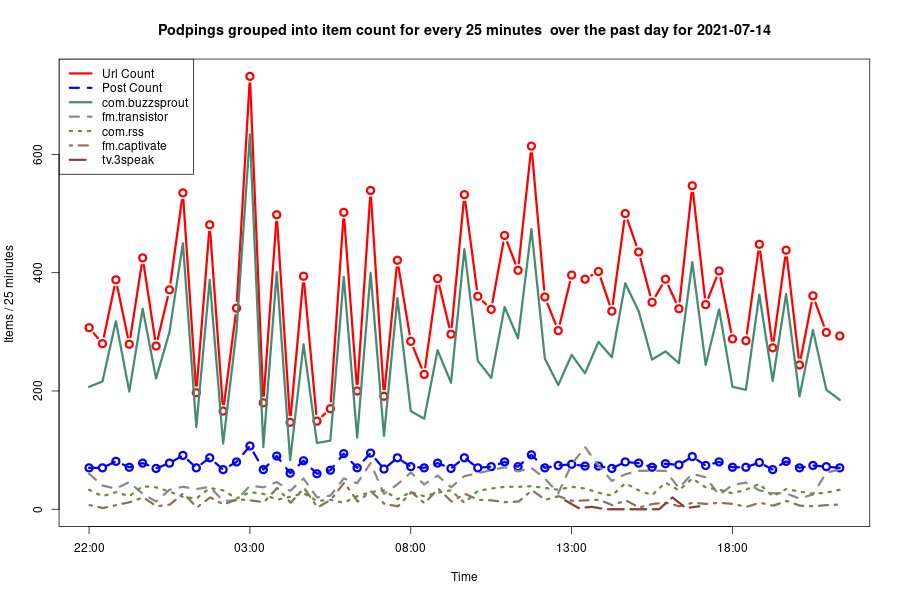 Podpings grouped into item count for every 25 minutes  over the past day for 2021-07-14
Url Count
Post Count
com.buzzsprout
fm.transistor
com.rss
fm.captivate
tv.3speak
Items / 25 minutes
600
400
200
0
22:00 03:00 08:00 13:00 18:00
Time